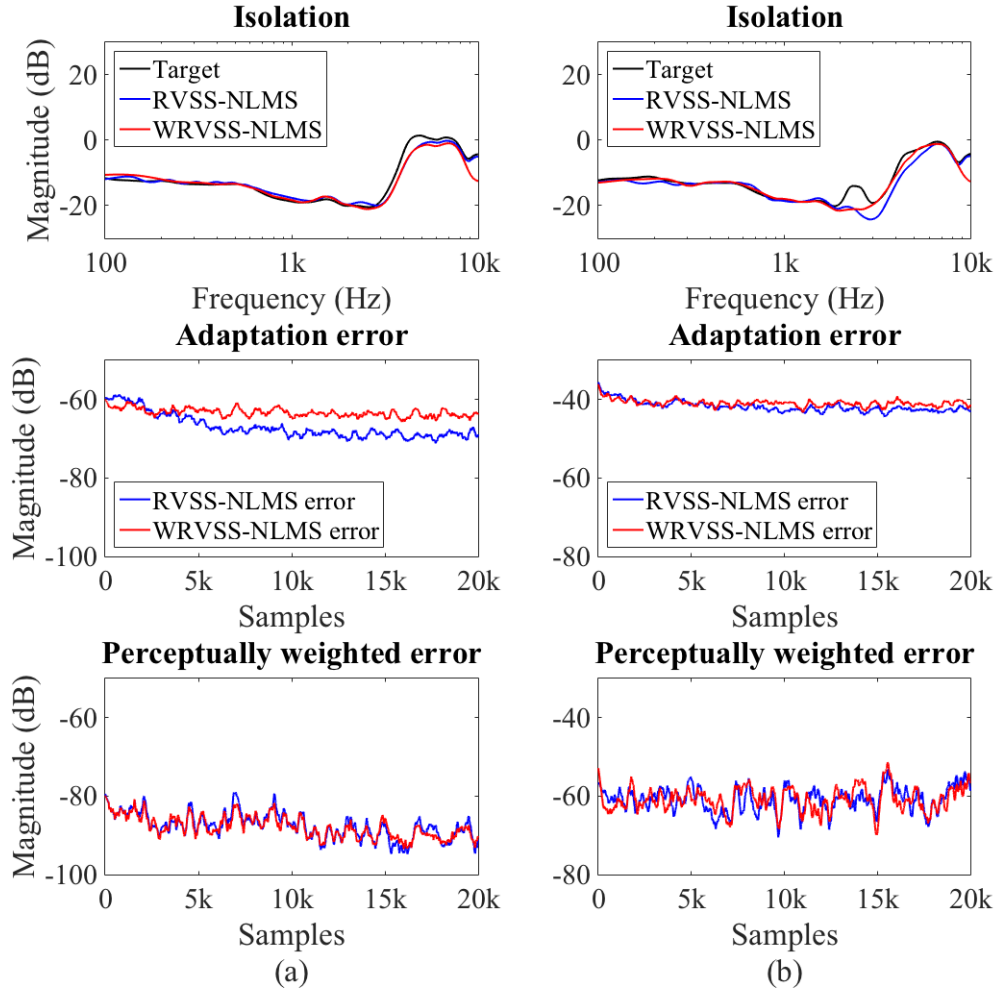 Isolation
Magnitude (dB)
20
0
-20
Target
RVSS-NLMS
WRVSS-NLMS
100
1k
10k
Frequency (Hz)
Isolation
20
0
-20
Target
RVSS-NLMS
WRVSS-NLMS
100
1k
10k
Frequency (Hz)
Adaptation error
Magnitude (dB)
-60
-80
-100
RVSS-NLMS error
WRVSS-NLMS error
0
5k
10k
15k
20k
Samples
Adaptation error
-40
-60
-80
RVSS-NLMS error
WRVSS-NLMS error
0
5k
10k
15k
20k
Samples
Perceptually weighted error
Magnitude (dB)
-60
-80
-100
0
5k
10k
15k
20k
Samples
(a)
Perceptually weighted error
-40
-60
-80
0
5k
10k
15k
20k
Samples
(b)